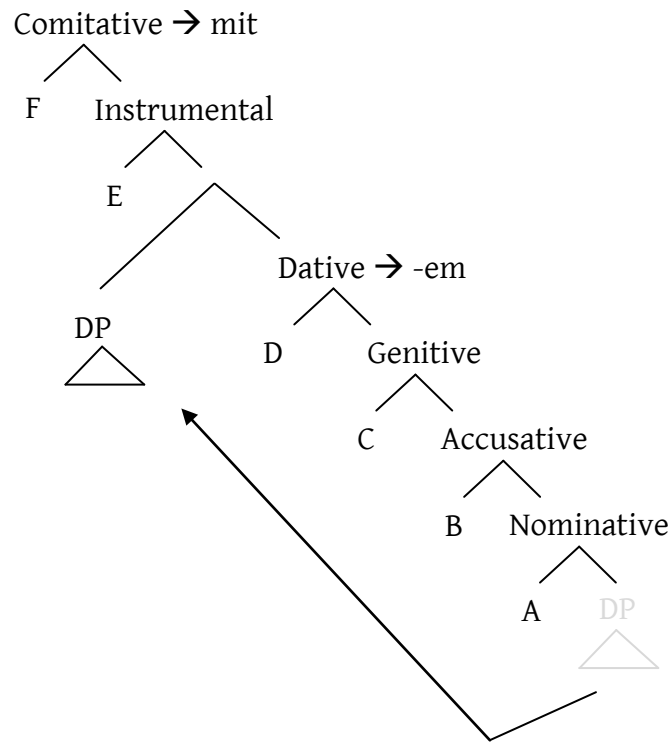 Comitative → mit
F Instrumental
E
Dative → -em
DP
D Genitive
C Accusative
B Nominative
A DP